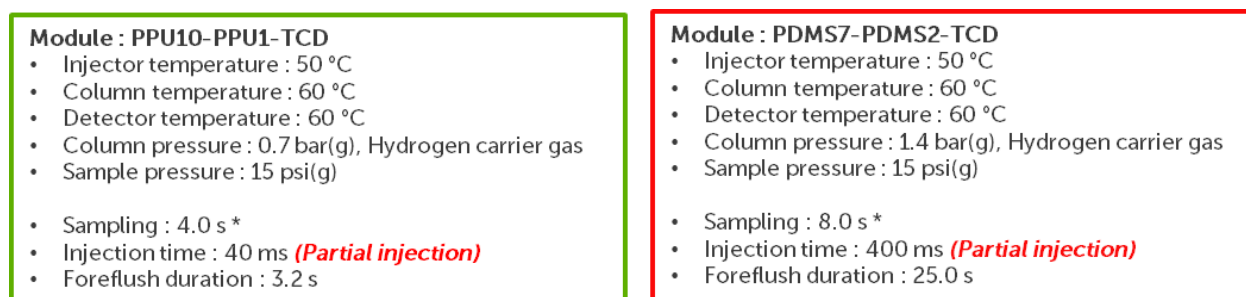 Module : PPU10-PPU1-TCD
• Injector temperature : 50 °C
• Column temperature : 60 °C
• Detector temperature : 60 °C
• Column pressure : 0.7 bar(g), Hydrogen carrier gas
• Sample pressure : 15 psi(g)
• Sampling : 4.0 s *
• Injection time : 40 ms (Partial injection)
• Foreflush duration : 3.2 s
Module : PDMS7-PDMS2-TCD
• Injector temperature : 50 °C
• Column temperature : 60 °C
• Detector temperature : 60 °C
• Column pressure : 1.4 bar(g), Hydrogen carrier gas
• Sample pressure : 15 psi(g)
• Sampling : 8.0 s *
• Injection time : 400 ms (Partial injection)
• Foreflush duration : 25.0 s